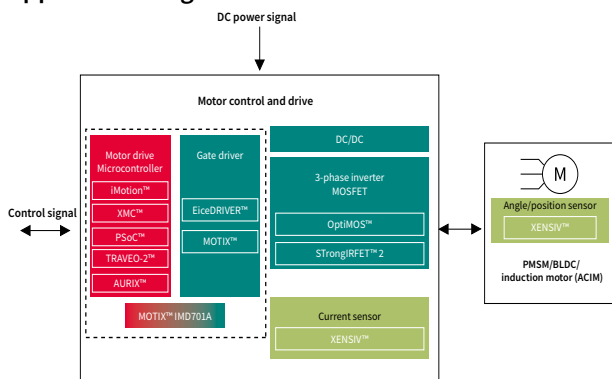 DC power signal
Motor control and drive
Motor drive
Microcontroller
iMotion™
XMC™
PSoC™
TRAVEO-2™
AURIX™
Gate driver
EiceDRIVER™
MOTIX™
MOTIX™ IMD701A
DC/DC
3-phase inverter
MOSFET
OptiMOS™
STrongIRFET™ 2
Current sensor
XENSIV™
Control signal
M
Angle/position sensor
XENSIV™
PMSM/BLDC/
induction motor (ACIM)